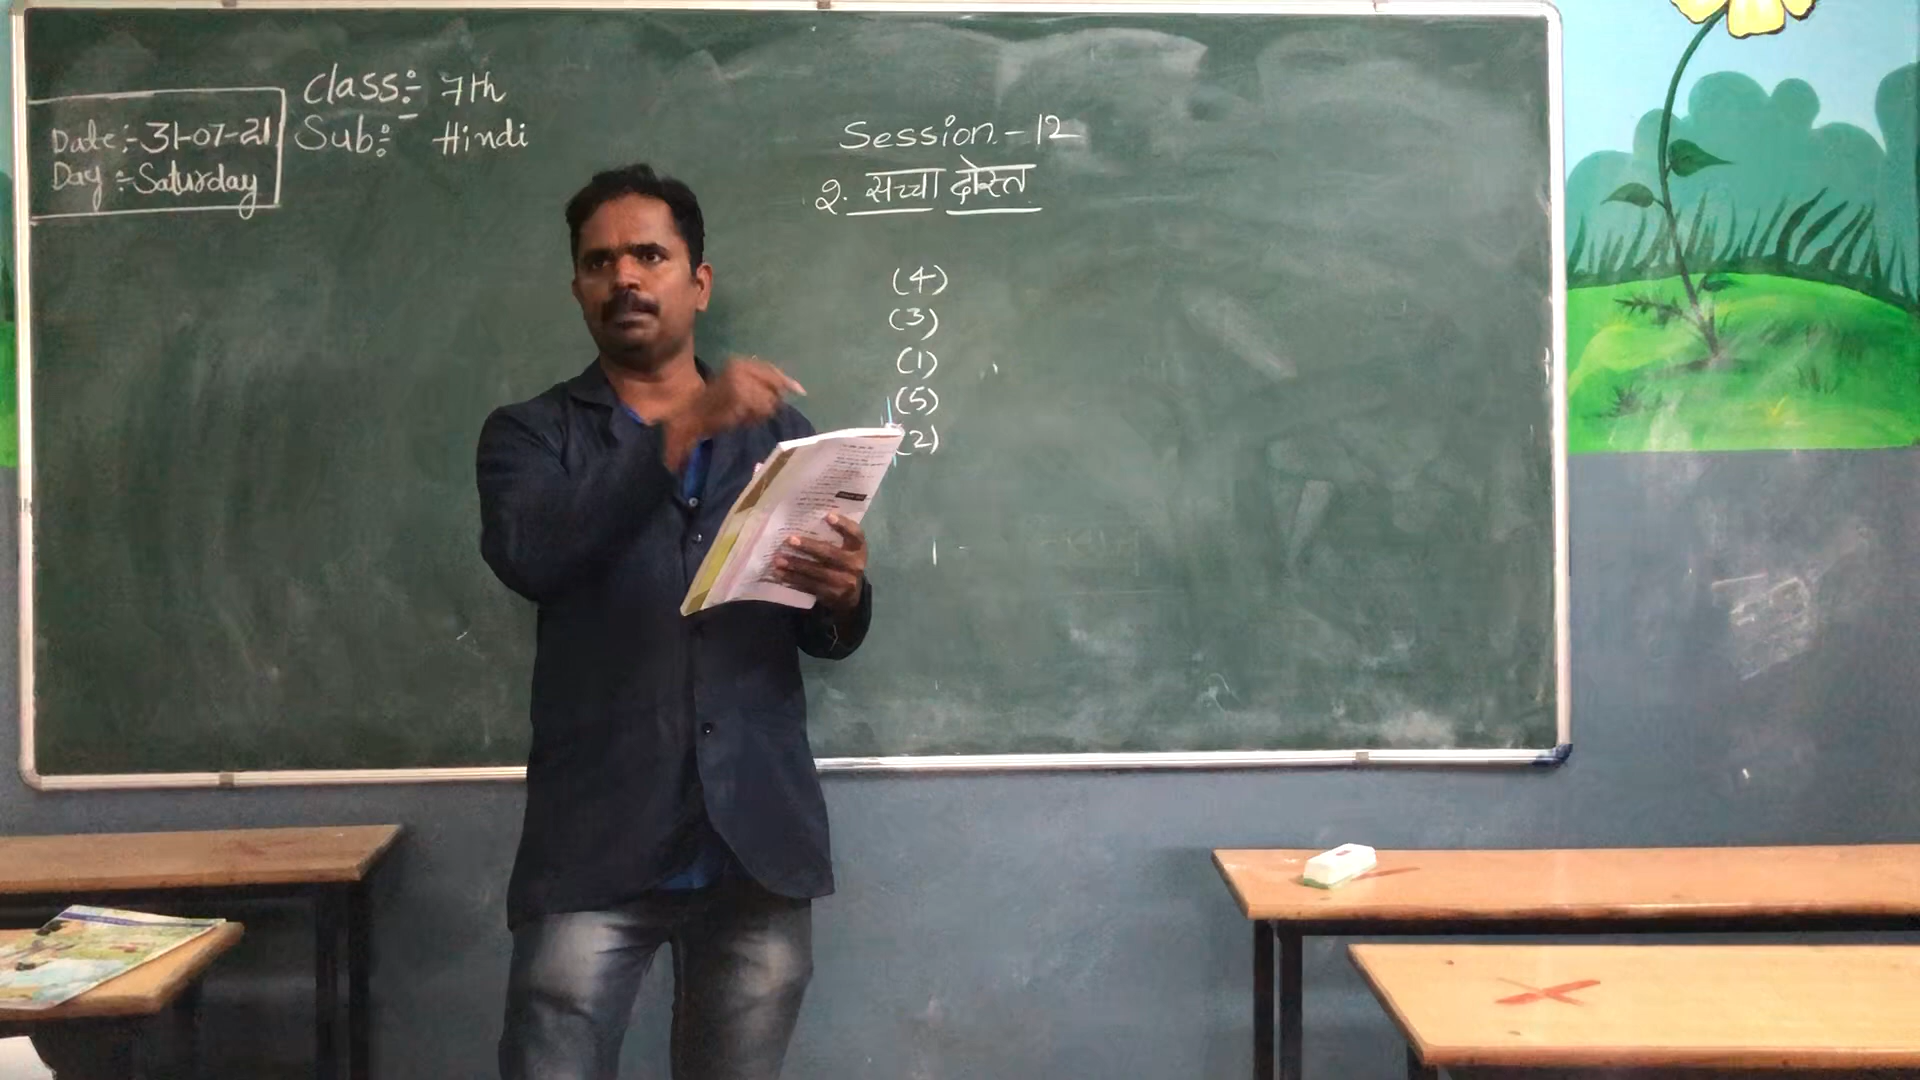 Class:- 7th
Date:- 31-07-21
Sub:- Hindi
Day:- Saturday
Session - 12
२. सच्चा दोस्त
(4)
(3)
(1)
(5)
(2)